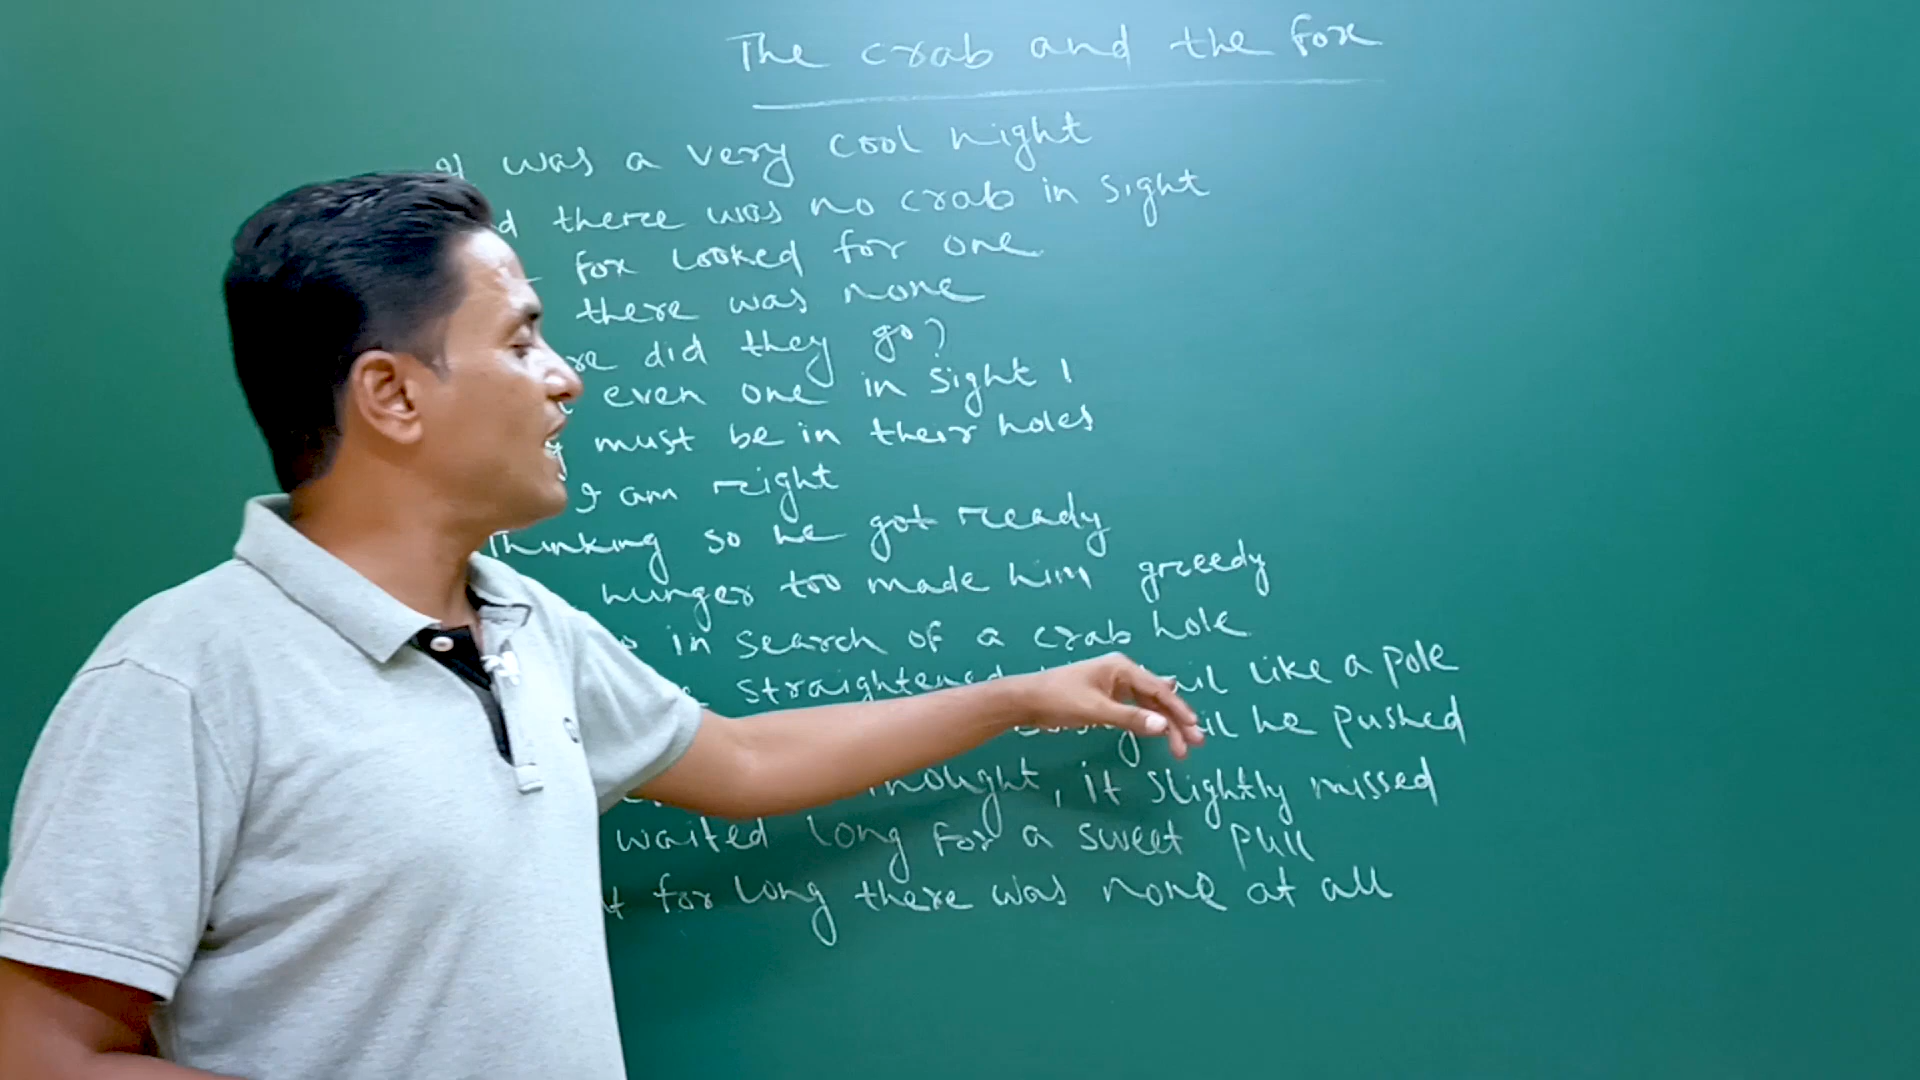 The crab and the fox
It was a very cool night
there was no crab in sight
fox looked for one
there was none
did they go?
even one in sight!
must be in their holes
I am right
Thinking so he got ready
hunger too made him greedy
in search of a crab hole
straightened like a pole
he pushed
it slightly missed
waited long for a sweet pull
for long there was none at all